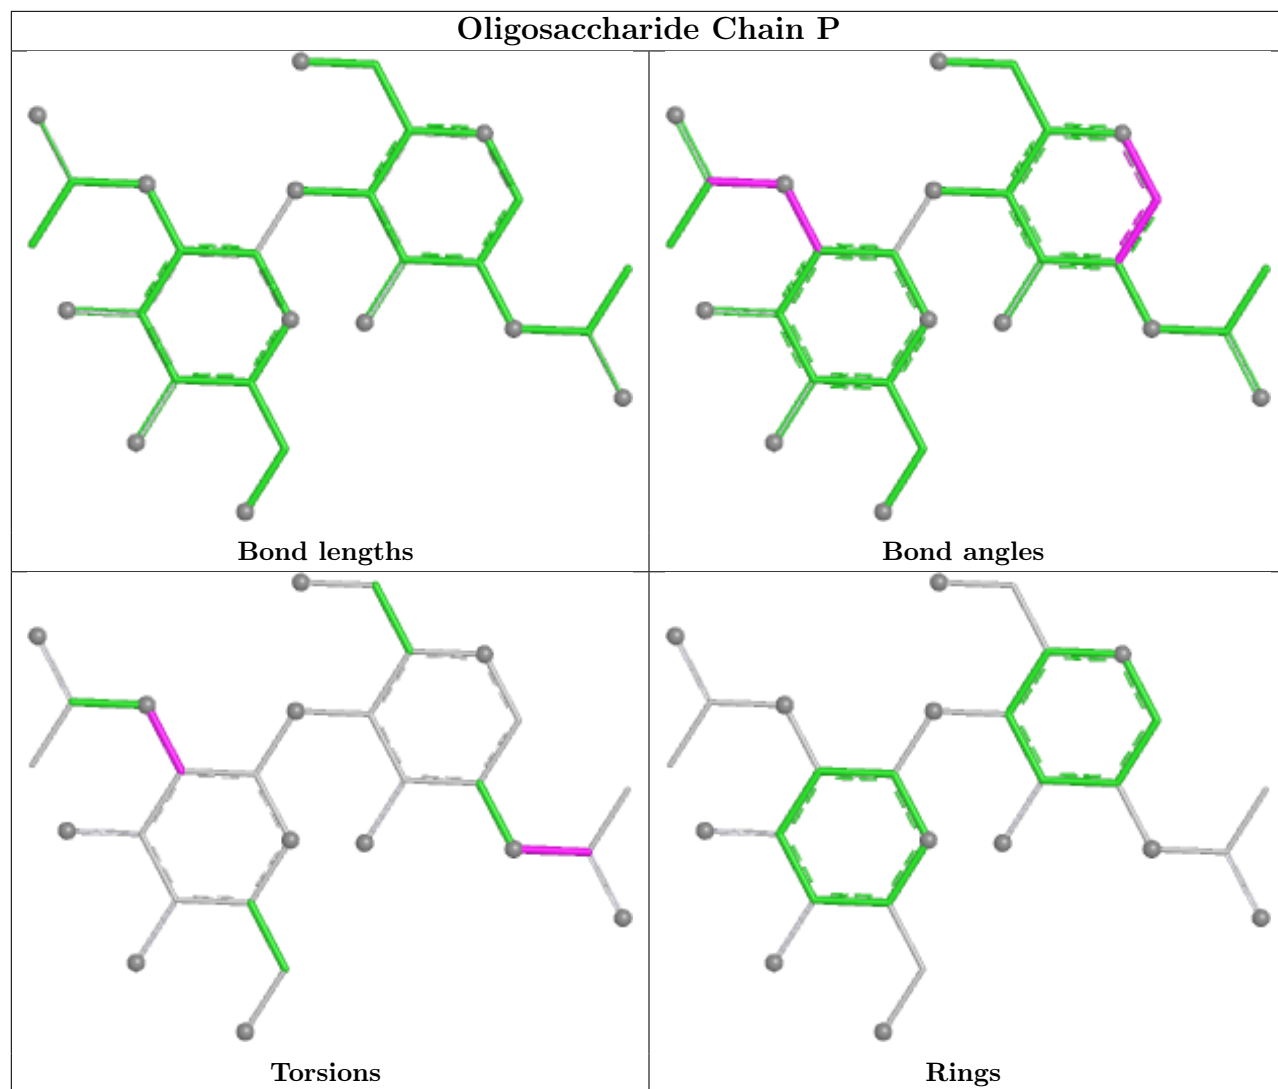 Oligosaccharide Chain P
Bond lengths
Bond angles
Torsions
Rings